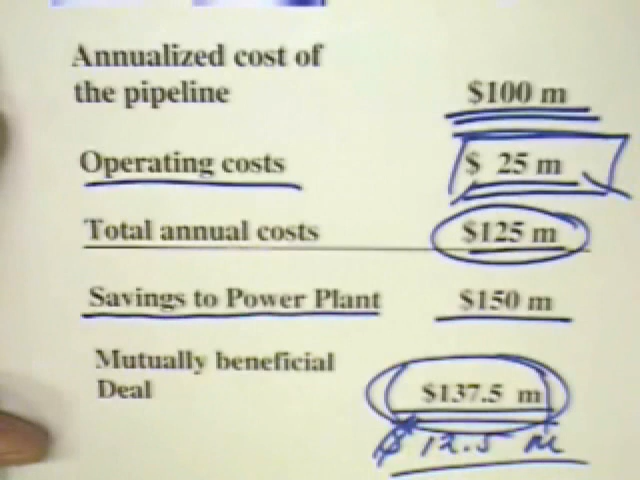 Annualized cost of
the pipeline $100 m
Operating costs $ 25 m
Total annual costs $125 m
Savings to Power Plant $150 m
Mutually beneficial
Deal $137.5 m
$ 12.5 m